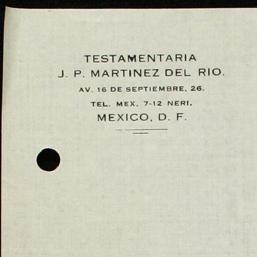 TESTAMENTARIA
J. P. MARTINEZ DEL RIO.
AV. 16 DE SEPTIEMBRE, 26.
TEL. MEX. 7-12 NERI.
MEXICO, D. F.